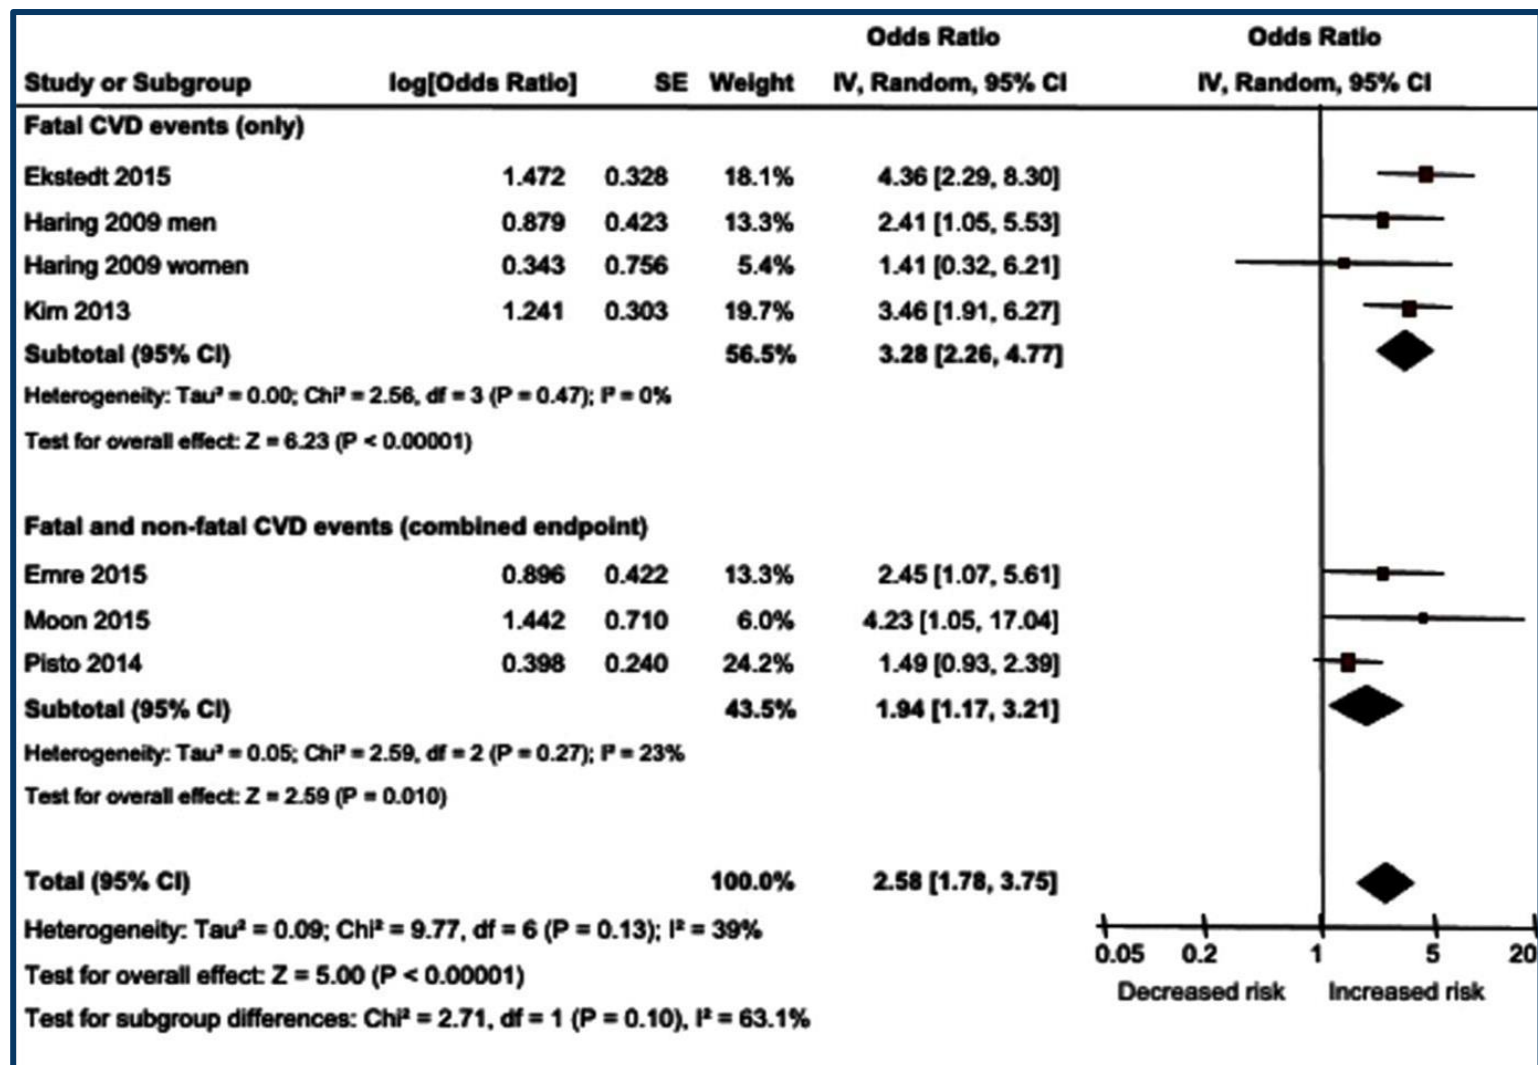 Odds Ratio Odds Ratio
Study or Subgroup log[Odds Ratio] SE Weight IV, Random, 95% CI IV, Random, 95% CI
Fatal CVD events (only)
Ekstedt 2015 1.472 0.328 18.1% 4.36 [2.29, 8.30]
Haring 2009 men 0.879 0.423 13.3% 2.41 [1.05, 5.53]
Haring 2009 women 0.343 0.756 5.4% 1.41 [0.32, 6.21]
Kim 2013 1.241 0.303 19.7% 3.46 [1.91, 6.27]
Subtotal (95% CI) 56.5% 3.28 [2.26, 4.77]
Heterogeneity: Tau² = 0.00; Chi² = 2.56, df = 3 (P = 0.47); I² = 0%
Test for overall effect: Z = 6.23 (P < 0.00001)
Fatal and non-fatal CVD events (combined endpoint)
Emre 2015 0.896 0.422 13.3% 2.45 [1.07, 5.61]
Moon 2015 1.442 0.710 6.0% 4.23 [1.05, 17.04]
Pisto 2014 0.398 0.240 24.2% 1.49 [0.93, 2.39]
Subtotal (95% CI) 43.5% 1.94 [1.17, 3.21]
Heterogeneity: Tau² = 0.05; Chi² = 2.59, df = 2 (P = 0.27); I² = 23%
Test for overall effect: Z = 2.59 (P = 0.010)
Total (95% CI) 100.0% 2.58 [1.78, 3.75]
Heterogeneity: Tau² = 0.09; Chi² = 9.77, df = 6 (P = 0.13); I² = 39%
Test for overall effect: Z = 5.00 (P < 0.00001)
Test for subgroup differences: Chi² = 2.71, df = 1 (P = 0.10), I² = 63.1%
0.05 0.2 1 5 20
Decreased risk Increased risk